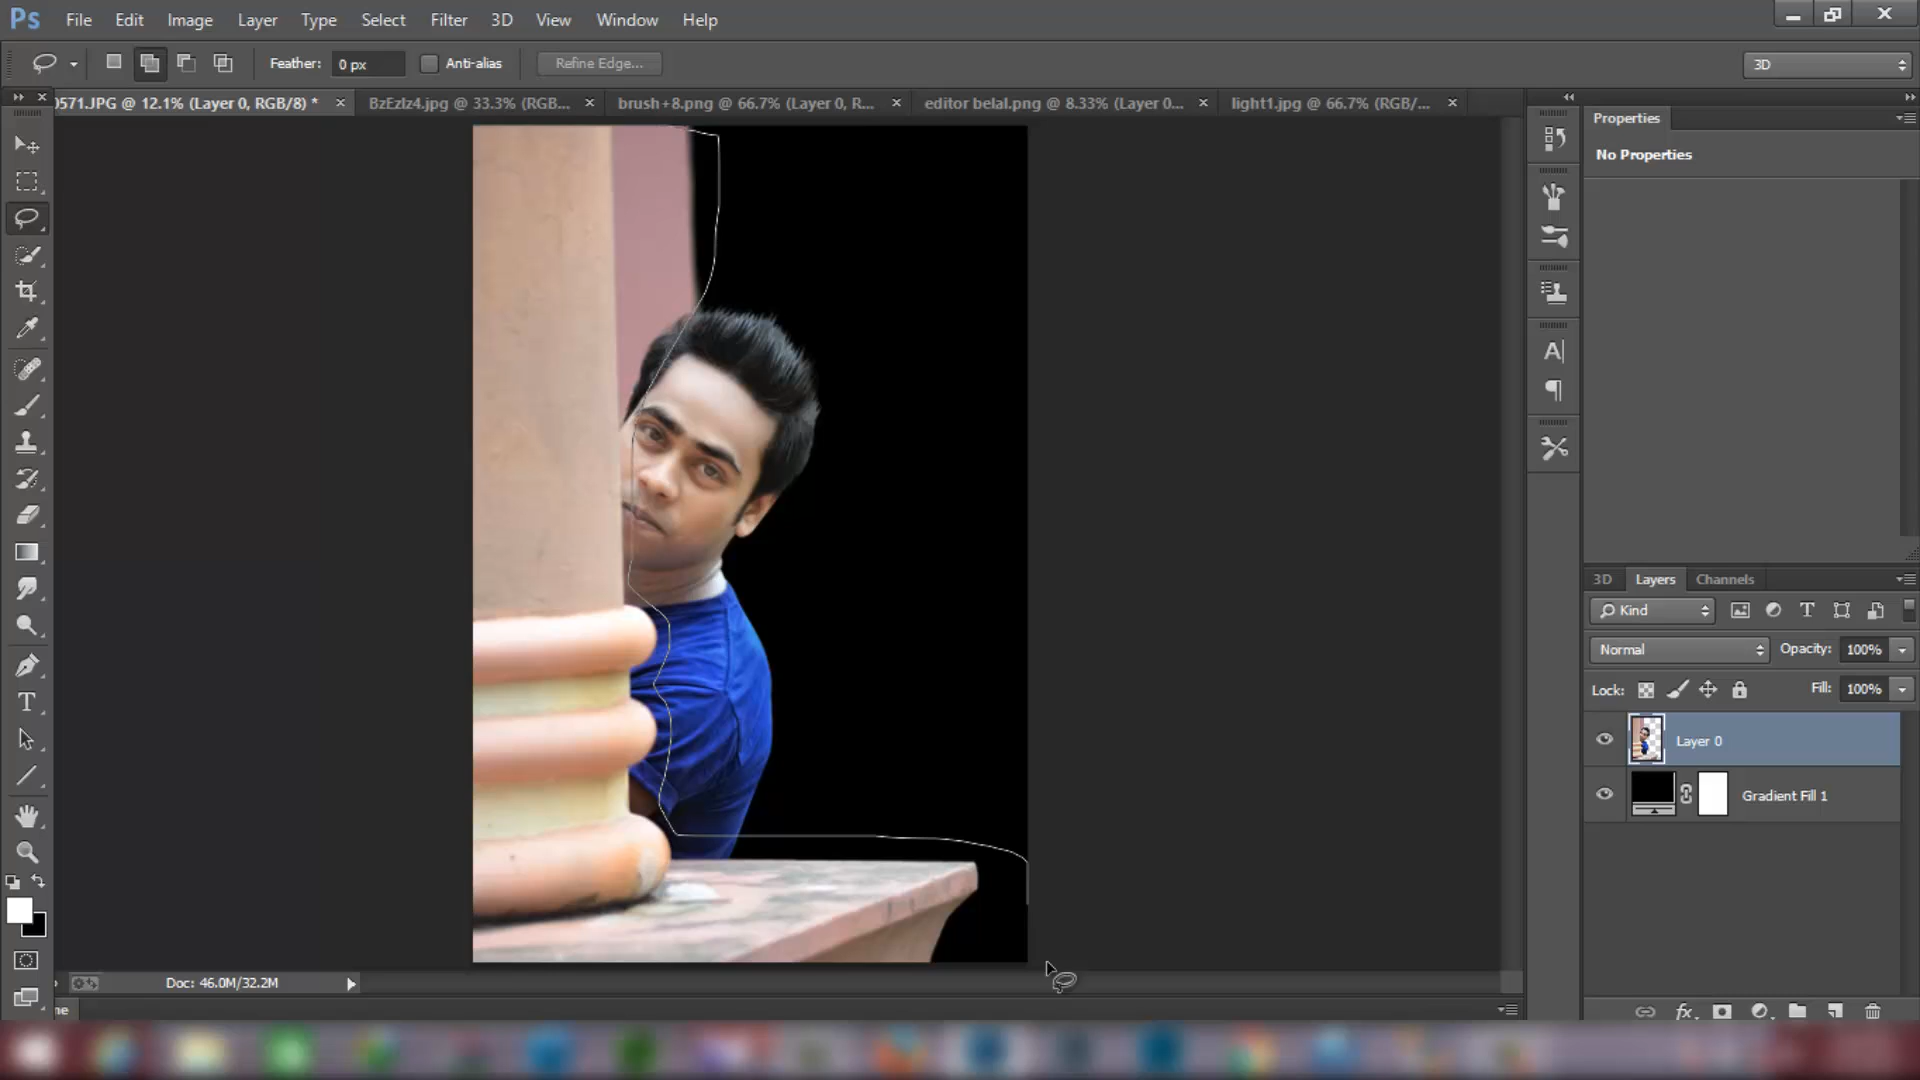 Ps File Edit Image Layer Type Select Filter 3D View Window Help
Feather: 0 px Anti-alias Refine Edge... 3D
0571.JPG @ 12.1% (Layer 0, RGB/8) * × BzEzIz4.jpg @ 33.3% (RGB... × brush+8.png @ 66.7% (Layer 0, R... × editor belal.png @ 8.33% (Layer 0... × light1.jpg @ 66.7% (RGB/... ×
Properties
No Properties
3D Layers Channels
Kind
Normal Opacity: 100%
Lock: Fill: 100%
Layer 0
Gradient Fill 1
Doc: 46.0M/32.2M
ne